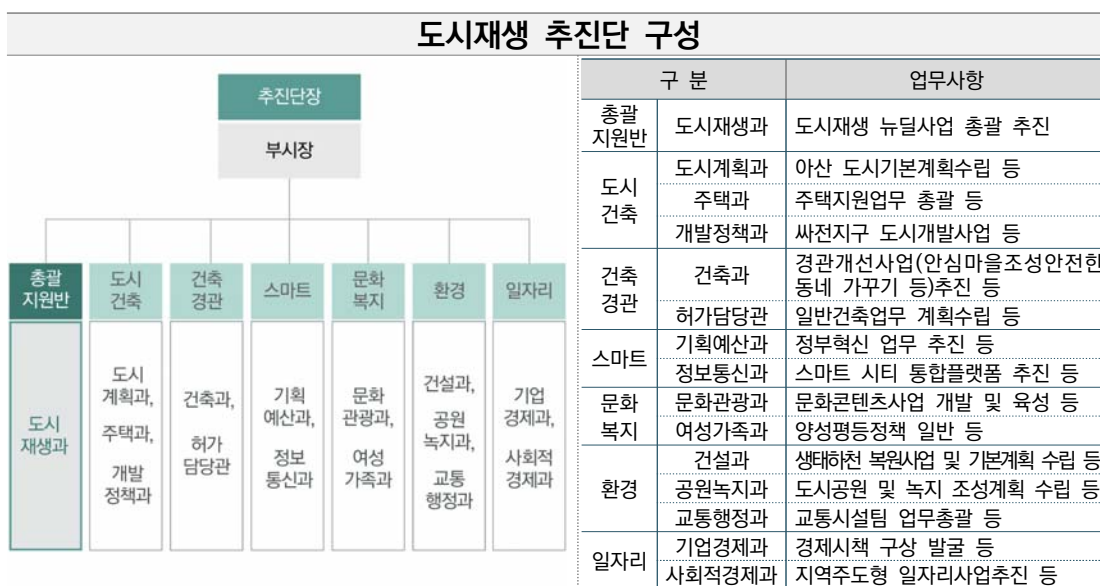 도시재생 추진단 구성
추진단장
부시장
총괄
지원반
도시
건축
건축
경관
스마트
문화
복지
환경
일자리
도시
재생과
도시
계획과,
주택과,
개발
정책과
건축과,
허가
담당관
기획
예산과,
정보
통신과
문화
관광과,
여성
가족과
건설과,
공원
녹지과,
교통
행정과
기업
경제과,
사회적
경제과
구 분 업무사항
총괄
지원반
도시재생과 도시재생 뉴딜사업 총괄 추진
도시
건축
도시계획과 아산 도시기본계획수립 등
주택과 주택지원업무 총괄 등
개발정책과 싸전지구 도시개발사업 등
건축
경관
건축과 경관개선사업(안심마을조성안전한
동네 가꾸기 등)추진 등
허가담당관 일반건축업무 계획수립 등
스마트
기획예산과 정부혁신 업무 추진 등
정보통신과 스마트 시티 통합플랫폼 추진 등
문화
복지
문화관광과 문화콘텐츠사업 개발 및 육성 등
여성가족과 양성평등정책 일반 등
환경
건설과 생태하천 복원사업 및 기본계획 수립 등
공원녹지과 도시공원 및 녹지 조성계획 수립 등
교통행정과 교통시설팀 업무총괄 등
일자리
기업경제과 경제시책 구상 발굴 등
사회적경제과 지역주도형 일자리사업추진 등